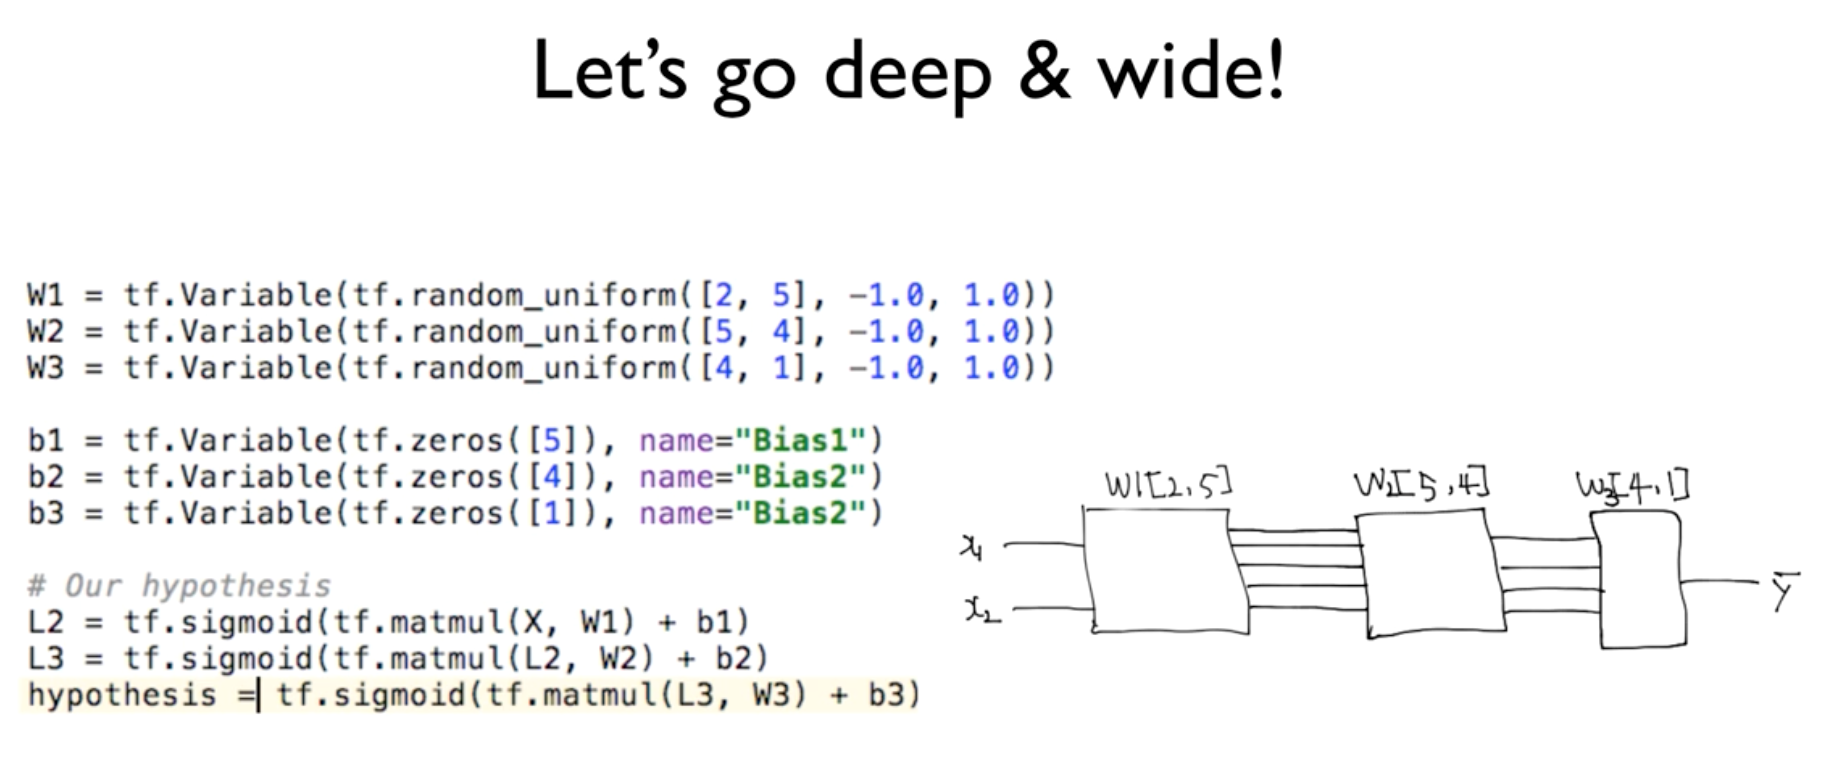 Let's go deep & wide!
W1 = tf.Variable(tf.random_uniform([2, 5], -1.0, 1.0))
W2 = tf.Variable(tf.random_uniform([5, 4], -1.0, 1.0))
W3 = tf.Variable(tf.random_uniform([4, 1], -1.0, 1.0))
b1 = tf.Variable(tf.zeros([5]), name="Bias1")
b2 = tf.Variable(tf.zeros([4]), name="Bias2")
b3 = tf.Variable(tf.zeros([1]), name="Bias2")
# Our hypothesis
L2 = tf.sigmoid(tf.matmul(X, W1) + b1)
L3 = tf.sigmoid(tf.matmul(L2, W2) + b2)
hypothesis = tf.sigmoid(tf.matmul(L3, W3) + b3)
W1[2,5] W2[5,4] W3[4,1]
x1
x2
Ȳ